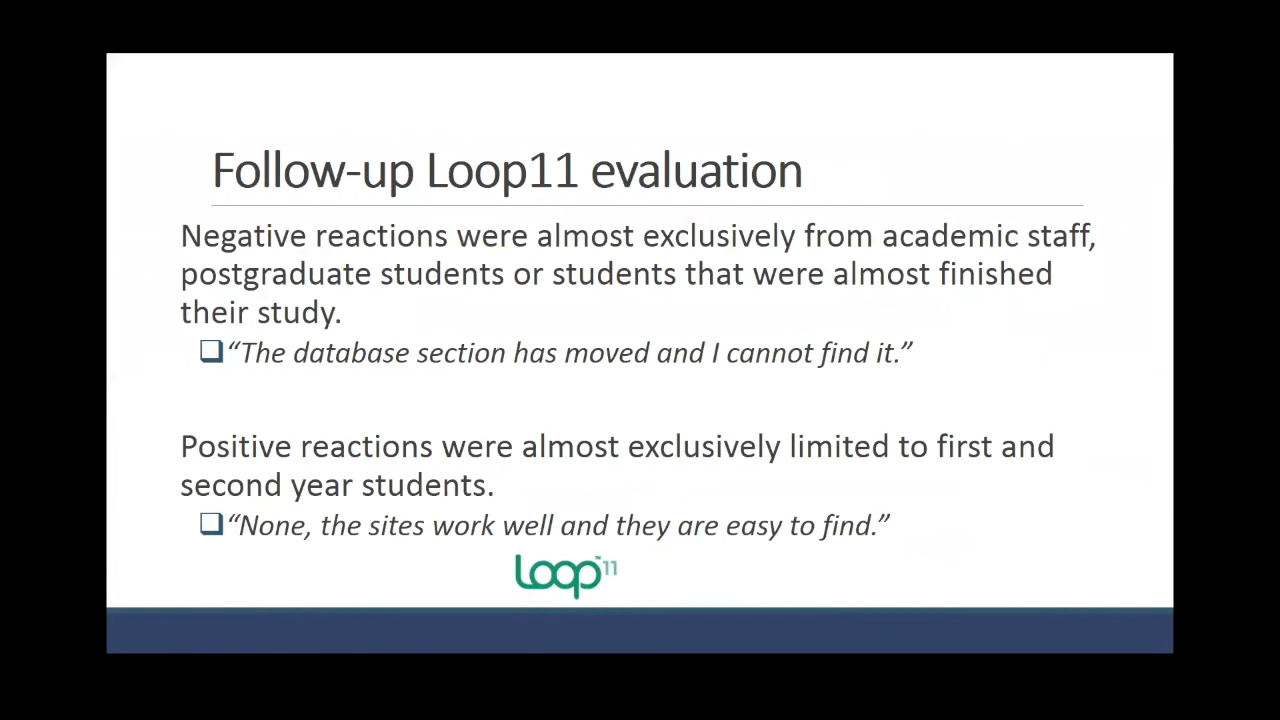 Follow-up Loop11 evaluation
Negative reactions were almost exclusively from academic staff,
postgraduate students or students that were almost finished
their study.
“The database section has moved and I cannot find it.”
Positive reactions were almost exclusively limited to first and
second year students.
“None, the sites work well and they are easy to find.”
Loop™11